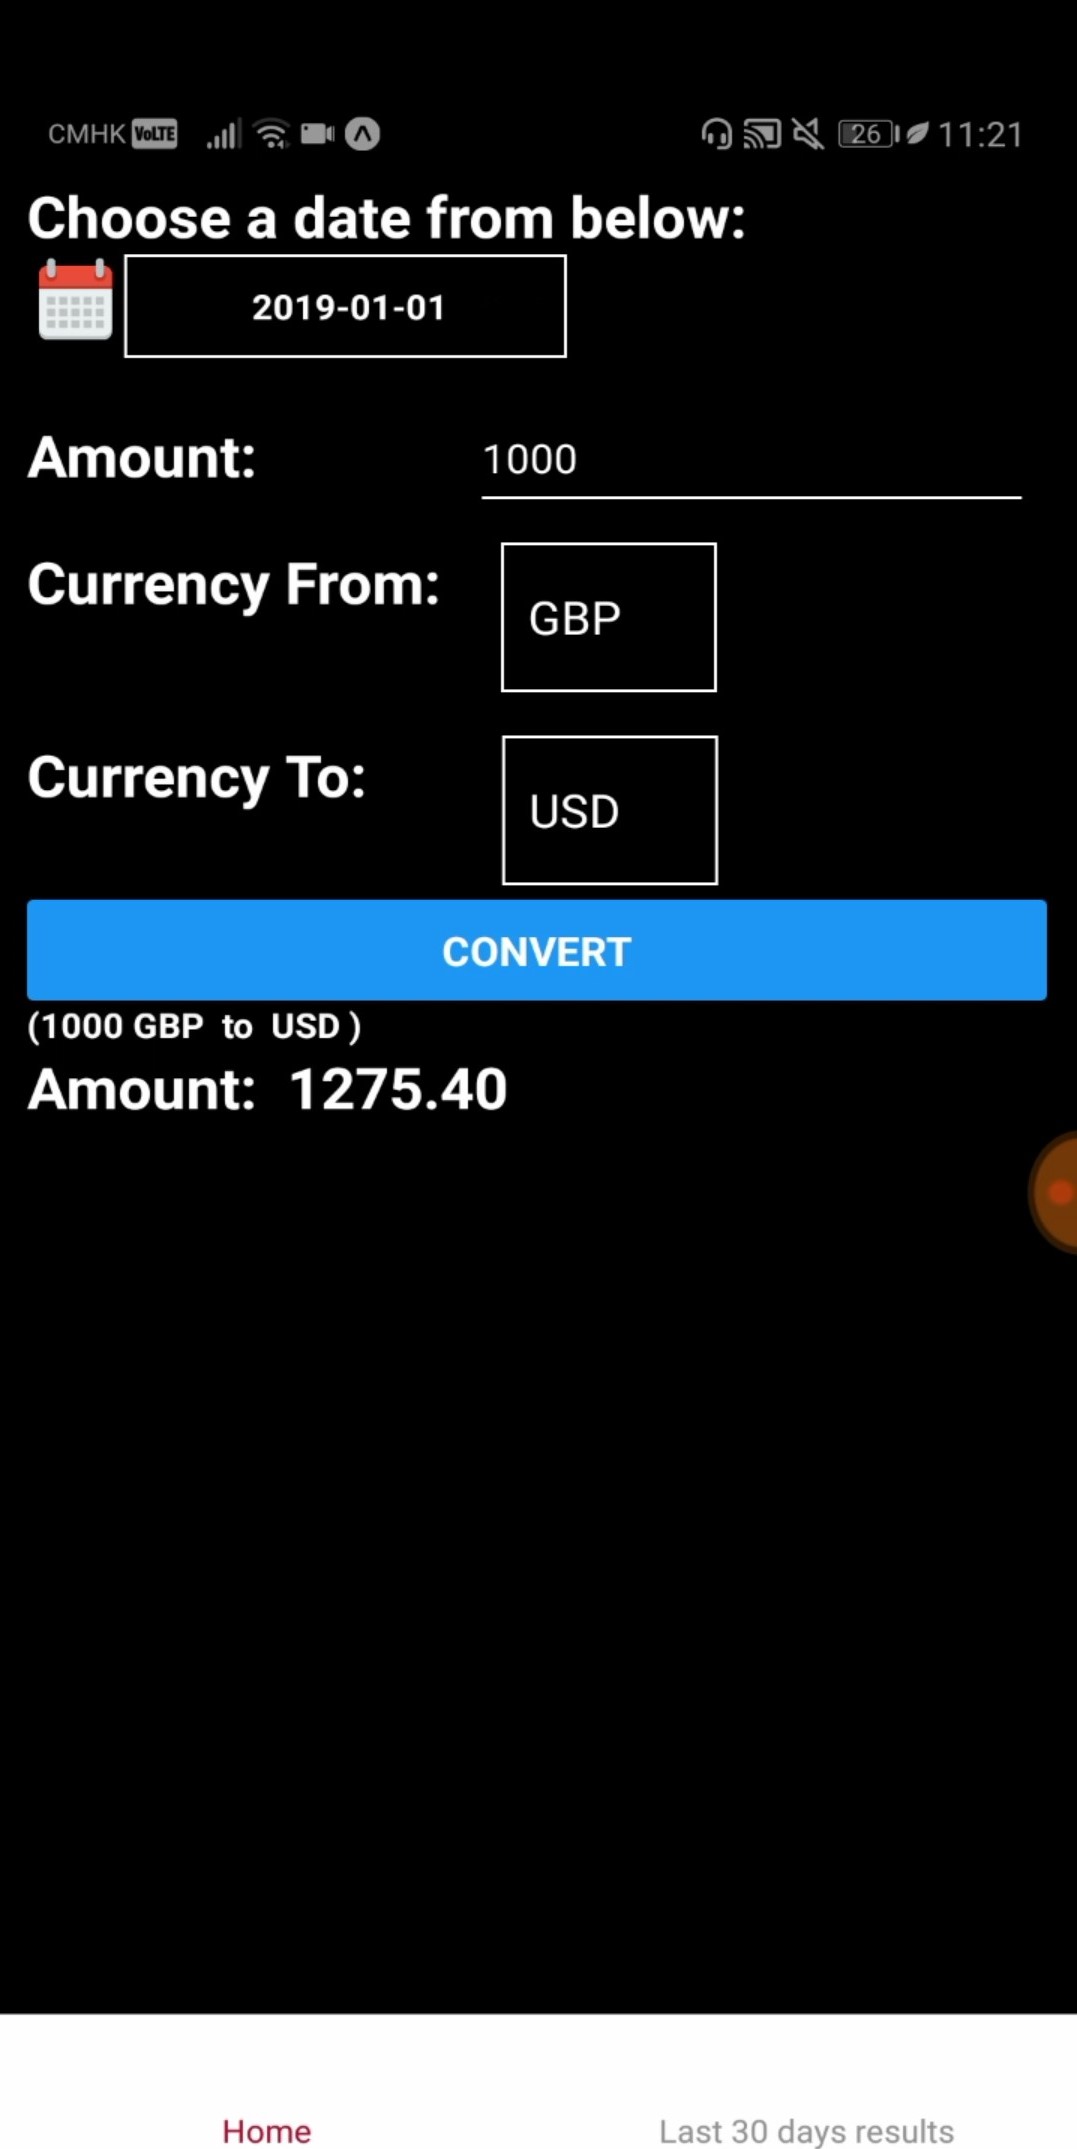 CMHK VoLTE 26 11:21
Choose a date from below:
2019-01-01
Amount: 1000
Currency From: GBP
Currency To: USD
CONVERT
(1000 GBP to USD )
Amount: 1275.40
Home Last 30 days results